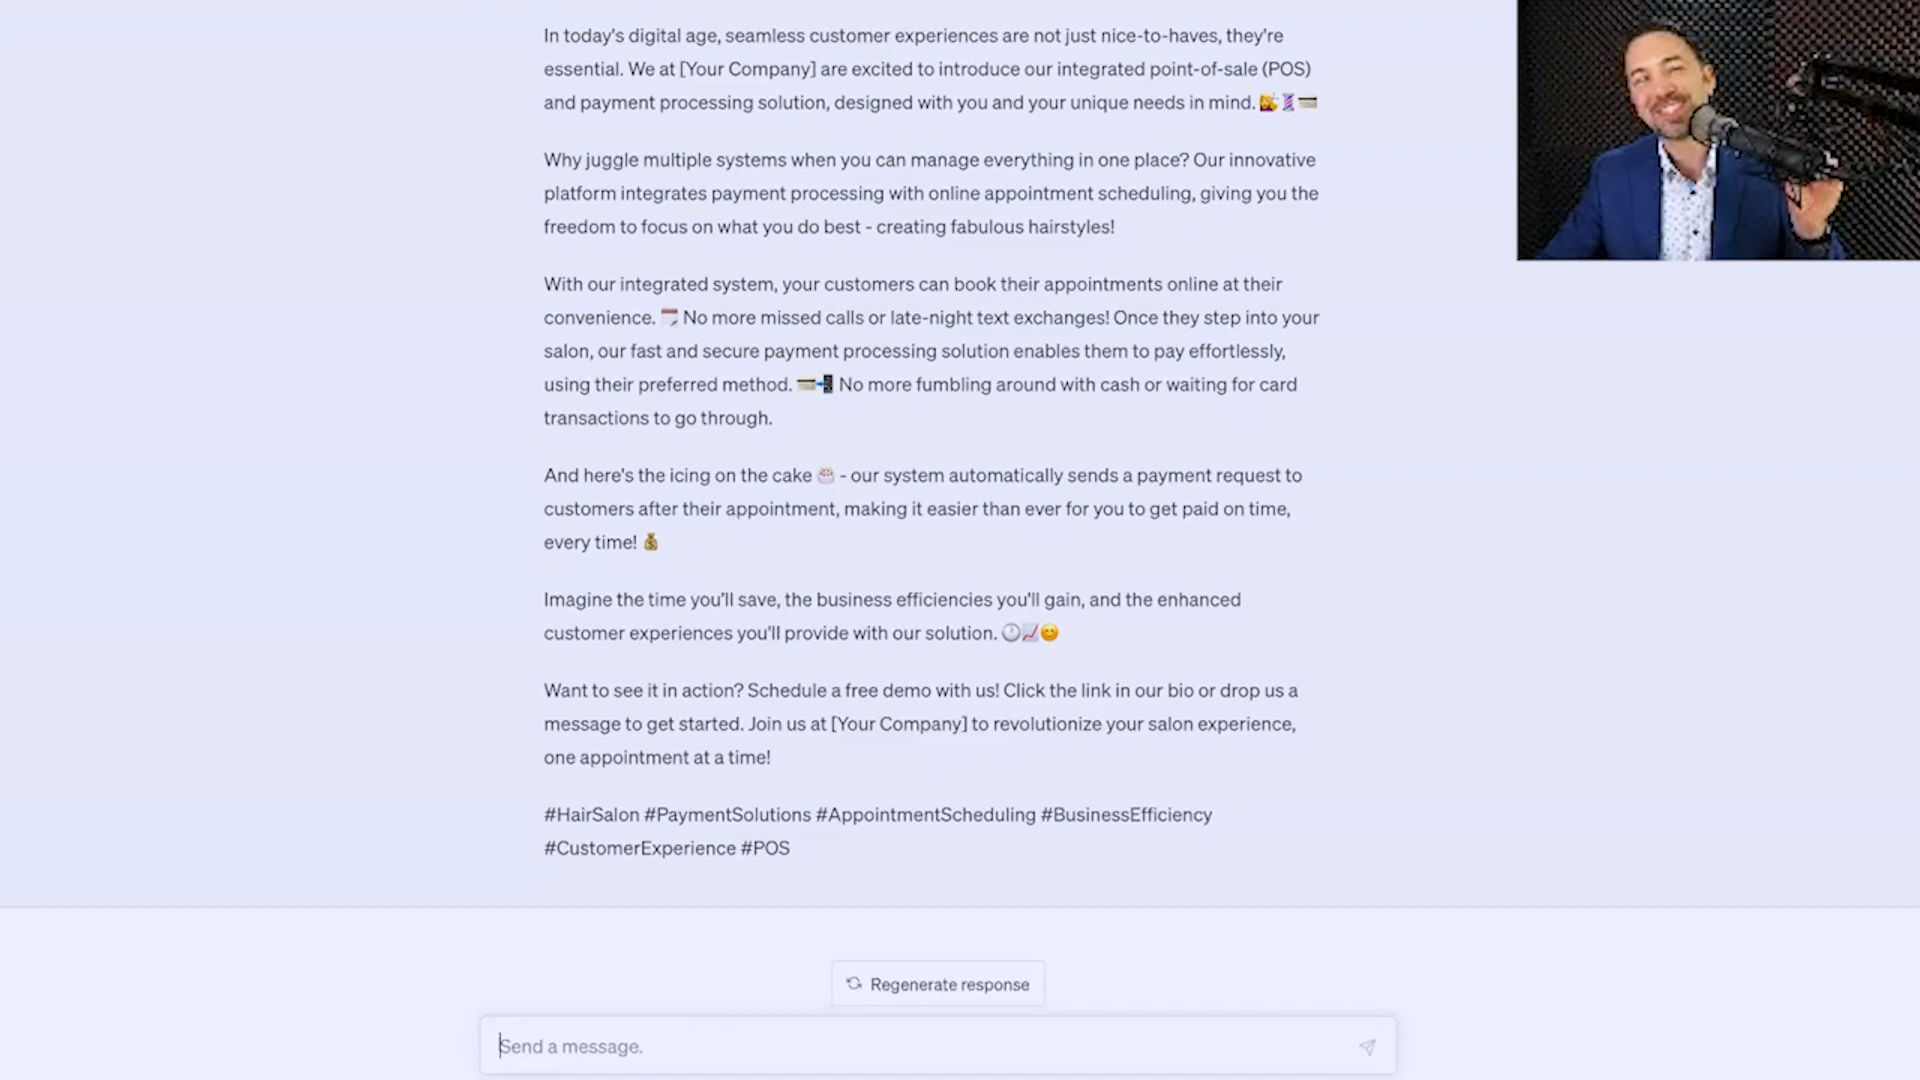 In today's digital age, seamless customer experiences are not just nice-to-haves, they're
essential. We at [Your Company] are excited to introduce our integrated point-of-sale (POS)
and payment processing solution, designed with you and your unique needs in mind. 💇💈💳
Why juggle multiple systems when you can manage everything in one place? Our innovative
platform integrates payment processing with online appointment scheduling, giving you the
freedom to focus on what you do best - creating fabulous hairstyles!
With our integrated system, your customers can book their appointments online at their
convenience. 🗓️ No more missed calls or late-night text exchanges! Once they step into your
salon, our fast and secure payment processing solution enables them to pay effortlessly,
using their preferred method. 💳📲 No more fumbling around with cash or waiting for card
transactions to go through.
And here's the icing on the cake 🎂 - our system automatically sends a payment request to
customers after their appointment, making it easier than ever for you to get paid on time,
every time! 💰
Imagine the time you'll save, the business efficiencies you'll gain, and the enhanced
customer experiences you'll provide with our solution. 🕐📈😊
Want to see it in action? Schedule a free demo with us! Click the link in our bio or drop us a
message to get started. Join us at [Your Company] to revolutionize your salon experience,
one appointment at a time!
#HairSalon #PaymentSolutions #AppointmentScheduling #BusinessEfficiency
#CustomerExperience #POS
Regenerate response
Send a message.